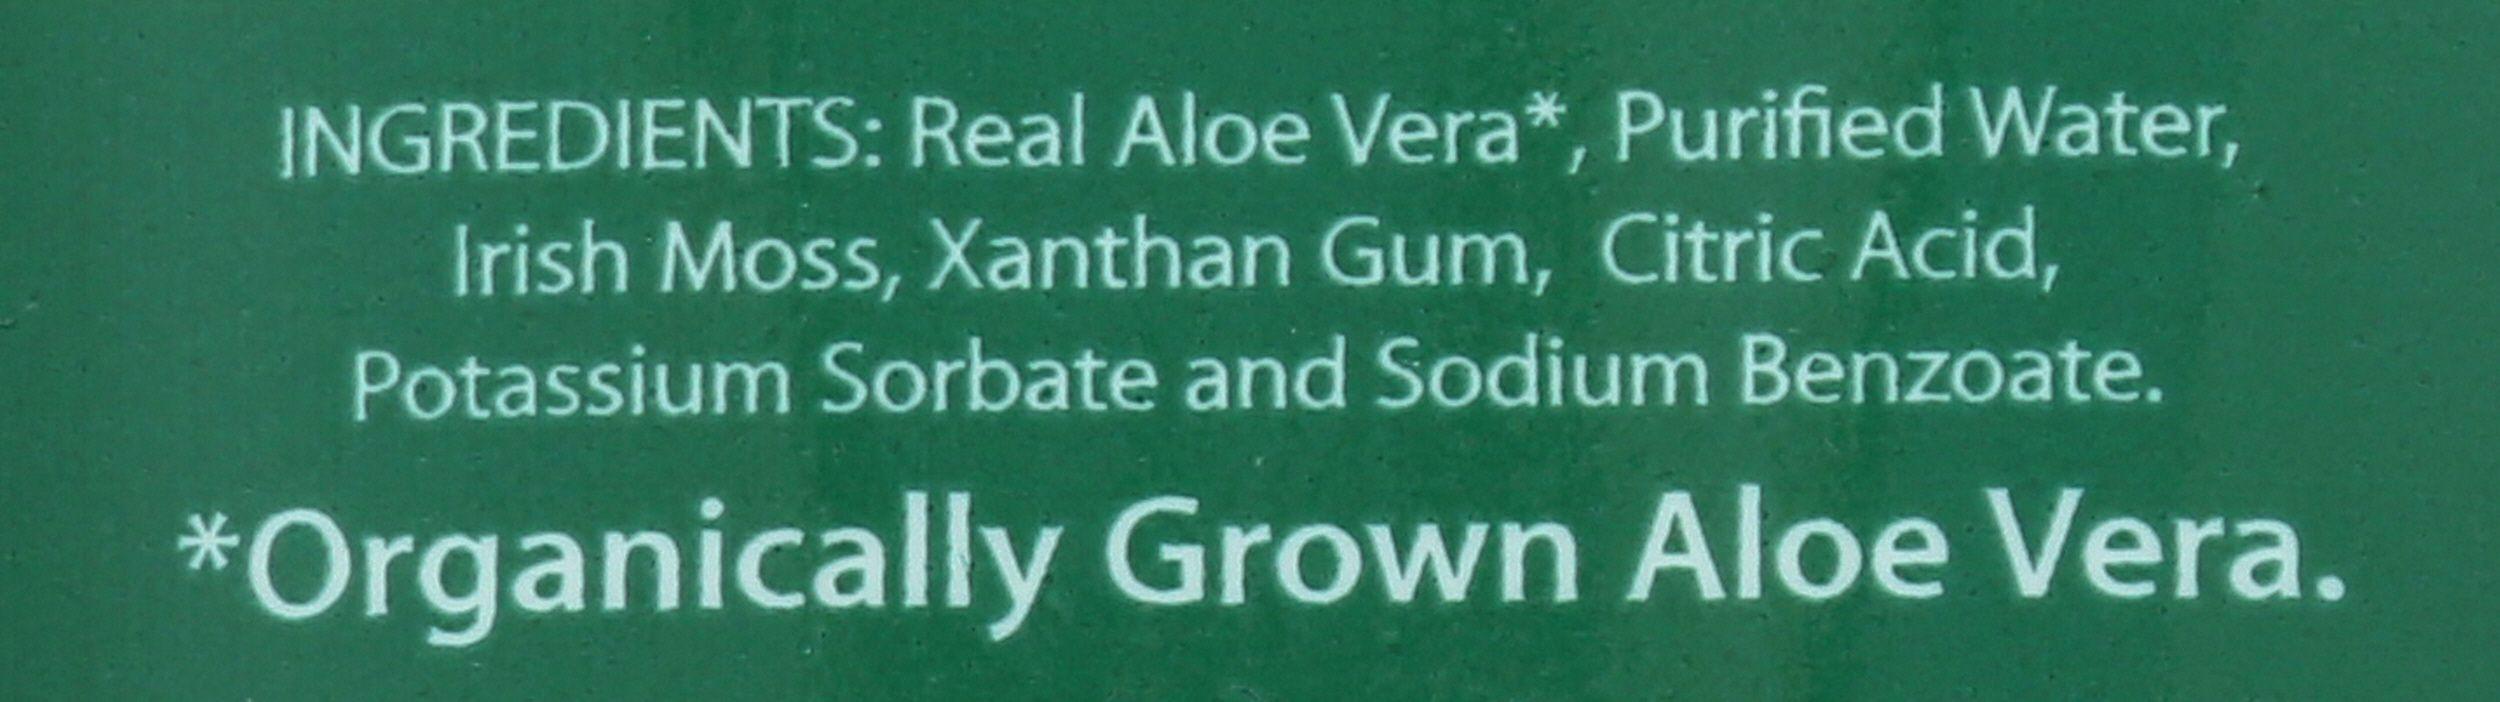 INGREDIENTS: Real Aloe Vera*, Purified Water,
Irish Moss, Xanthan Gum, Citric Acid,
Potassium Sorbate and Sodium Benzoate.
*Organically Grown Aloe Vera.